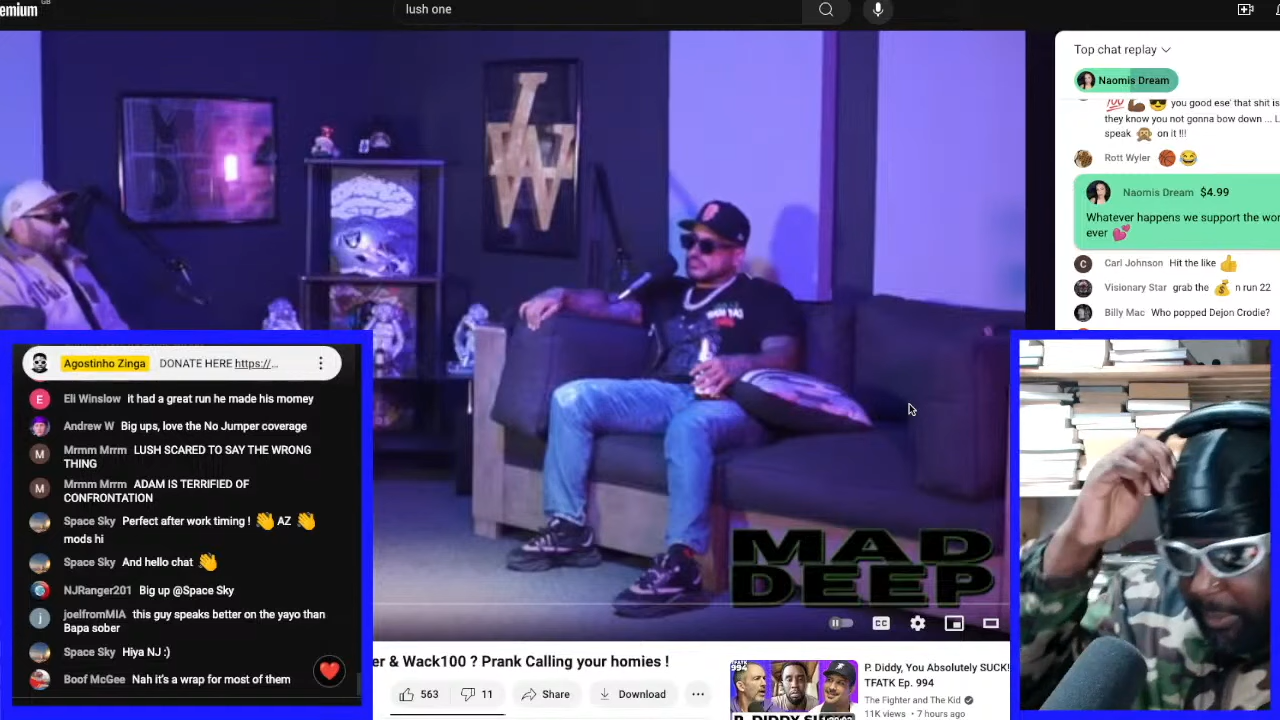 emium GB
lush one
Top chat replay
Naomis Dream
💯 💪🏾 😎 you good ese' that shit is
they know you not gonna bow down ... L
speak 🙊 on it !!!
Rott Wyler 🏀 😂
Naomis Dream $4.99
Whatever happens we support the wor
ever 💕
C Carl Johnson Hit the like 👍
Visionary Star grab the 💰 n run 22
Billy Mac Who popped Dejon Crodie?
Agostinho Zinga DONATE HERE https://...
E Eli Winslow it had a great run he made his momey
Andrew W Big ups, love the No Jumper coverage
M Mrmm Mrrm LUSH SCARED TO SAY THE WRONG
THING
M Mrmm Mrrm ADAM IS TERRIFIED OF
CONFRONTATION
Space Sky Perfect after work timing ! 👋 AZ 👋
mods hi
Space Sky And hello chat 👋
NJRanger201 Big up @Space Sky
j joelfromMIA this guy speaks better on the yayo than
Bapa sober
Space Sky Hiya NJ :)
Boof McGee Nah it's a wrap for most of them
MAD
DEEP
CC
er & Wack100 ? Prank Calling your homies !
563 11 Share Download
TFATK
994
P. DIDDY SU
P. Diddy, You Absolutely SUCK!
TFATK Ep. 994
The Fighter and The Kid
11K views • 7 hours ago